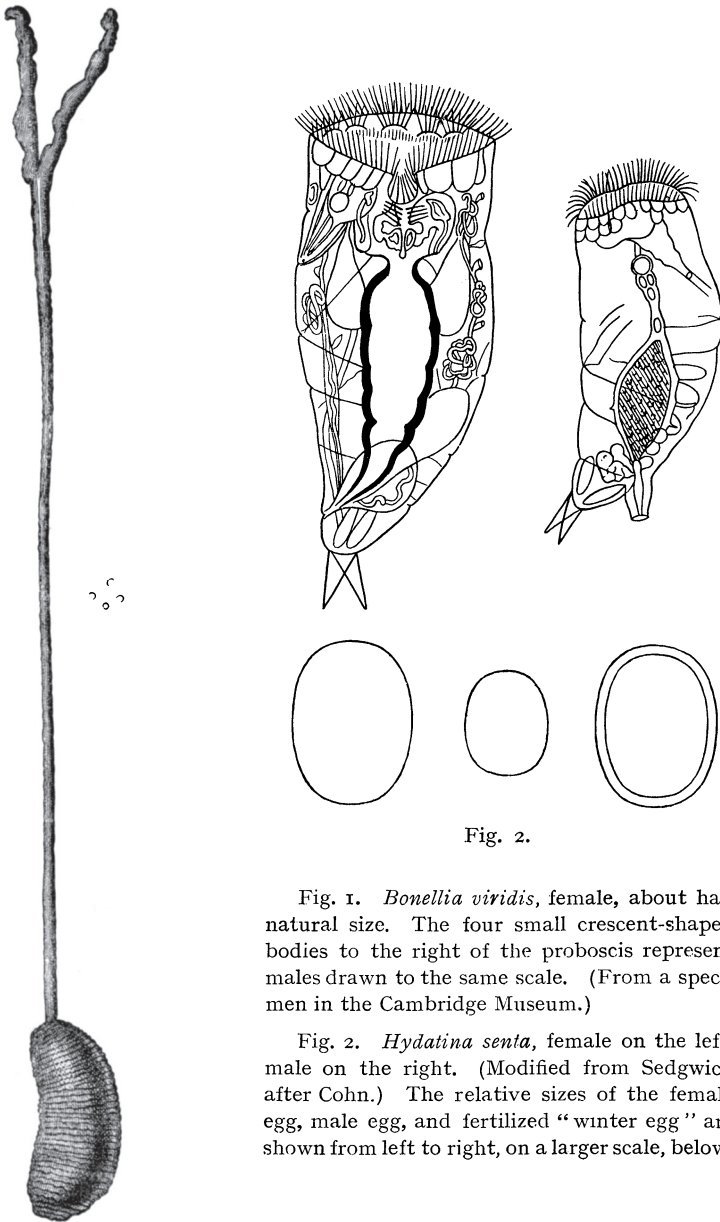 Fig. 2.
Fig. 1. Bonellia viridis, female, about ha
natural size. The four small crescent-shape
bodies to the right of the proboscis represer
males drawn to the same scale. (From a spec
men in the Cambridge Museum.)
Fig. 2. Hydatina senta, female on the lef
male on the right. (Modified from Sedgwic
after Cohn.) The relative sizes of the femal
egg, male egg, and fertilized “winter egg” ar
shown from left to right, on a larger scale, below